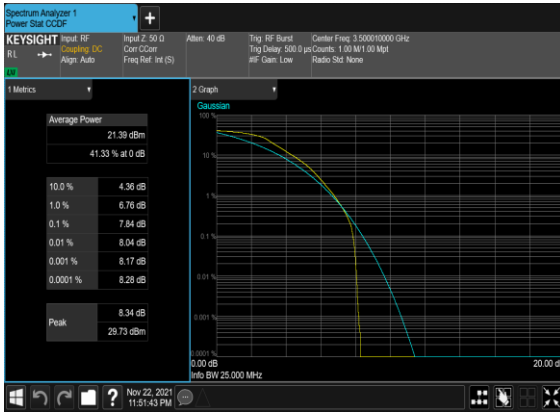 Spectrum Analyzer 1
Power Stat CCDF
+
KEYSIGHT
RL
LXI
Input: RF
Coupling: DC
Align: Auto
Input Z: 50 Ω
Corr CCorr
Freq Ref: Int (S)
Atten: 40 dB
Trig: RF Burst
Trig Delay: 500.0 µs
#IF Gain: Low
Center Freq: 3.500010000 GHz
Counts: 1.00 M/1.00 Mpt
Radio Std: None
1 Metrics
Average Power
21.39 dBm
41.33 % at 0 dB
10.0 % 4.36 dB
1.0 % 6.76 dB
0.1 % 7.84 dB
0.01 % 8.04 dB
0.001 % 8.17 dB
0.0001 % 8.28 dB
Peak
8.34 dB
29.73 dBm
2 Graph
Gaussian
100 %
10 %
1 %
0.1 %
0.01 %
0.001 %
0.0001 %
0.00 dB
20.00 d
Info BW 25.000 MHz
?
Nov 22, 2021
11:51:43 PM